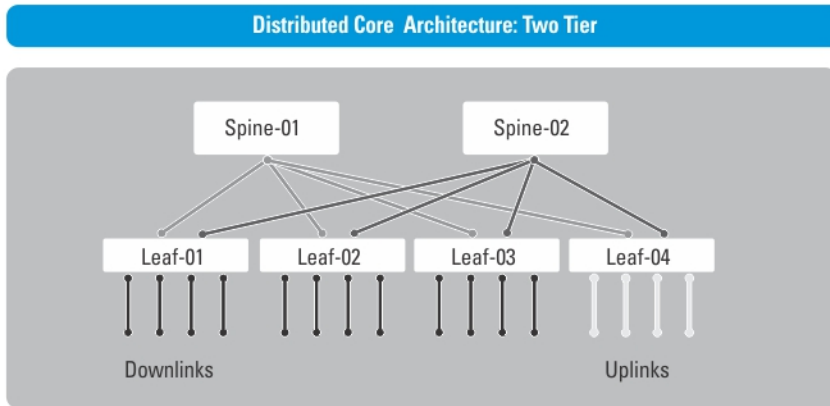 Distributed Core Architecture: Two Tier
Spine-01
Spine-02
Leaf-01
Leaf-02
Leaf-03
Leaf-04
Downlinks
Uplinks